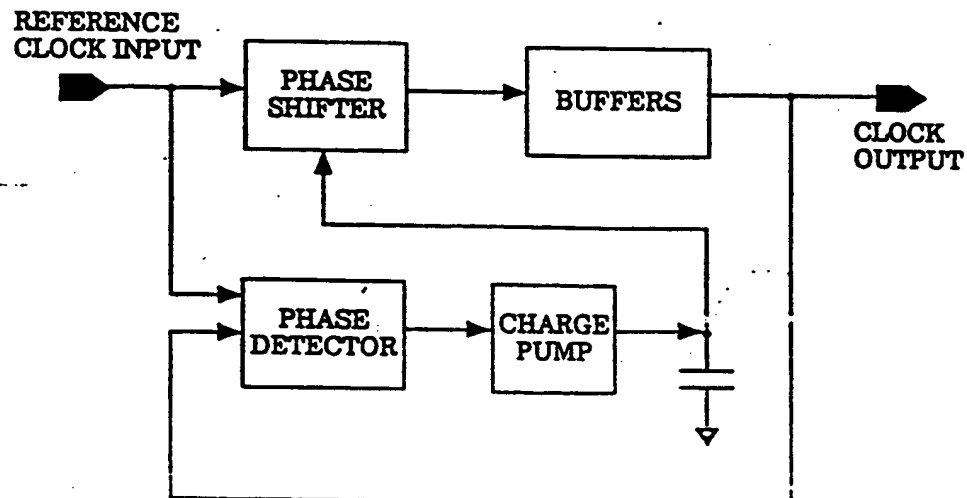 REFERENCE
CLOCK INPUT
PHASE
SHIFTER
BUFFERS
CLOCK
OUTPUT
PHASE
DETECTOR
CHARGE
PUMP